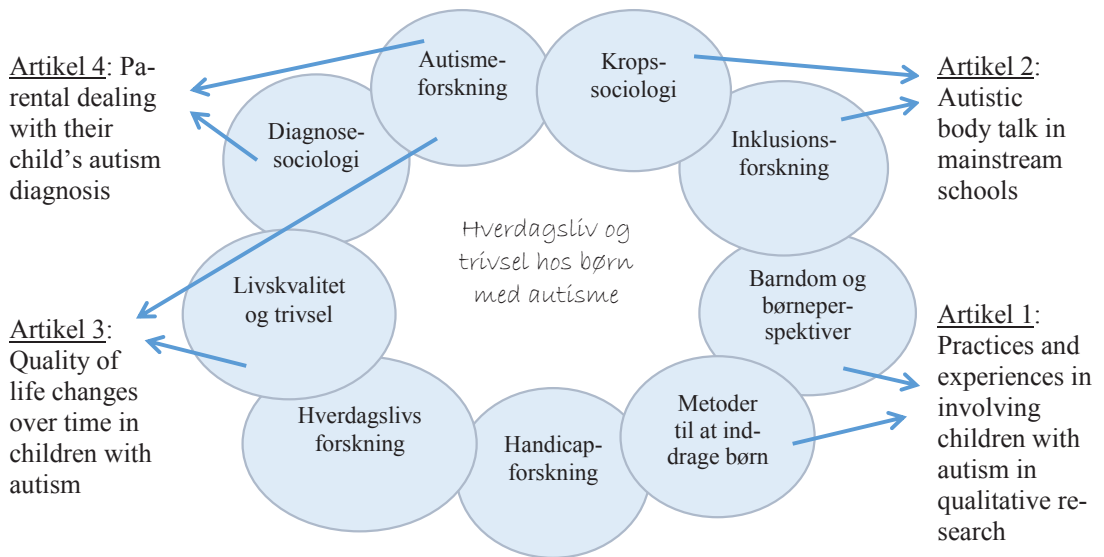 Artikel 4: Pa-
rental dealing
with their
child's autism
diagnosis
Autisme-
forskning
Krops-
sociologi
Artikel 2:
Autistic
body talk in
mainstream
schools
Diagnose-
sociologi
Inklusions-
forskning
Hverdagsliv og
trivsel hos børn
med autisme
Livskvalitet
og trivsel
Barndom og
børneper-
spektiver
Artikel 3:
Quality of
life changes
over time in
children with
autism
Artikel 1:
Practices and
experiences in
involving
children with
autism in
qualitative re-
search
Hverdagslivs
forskning
Handicap-
forskning
Metoder
til at ind-
drage børn